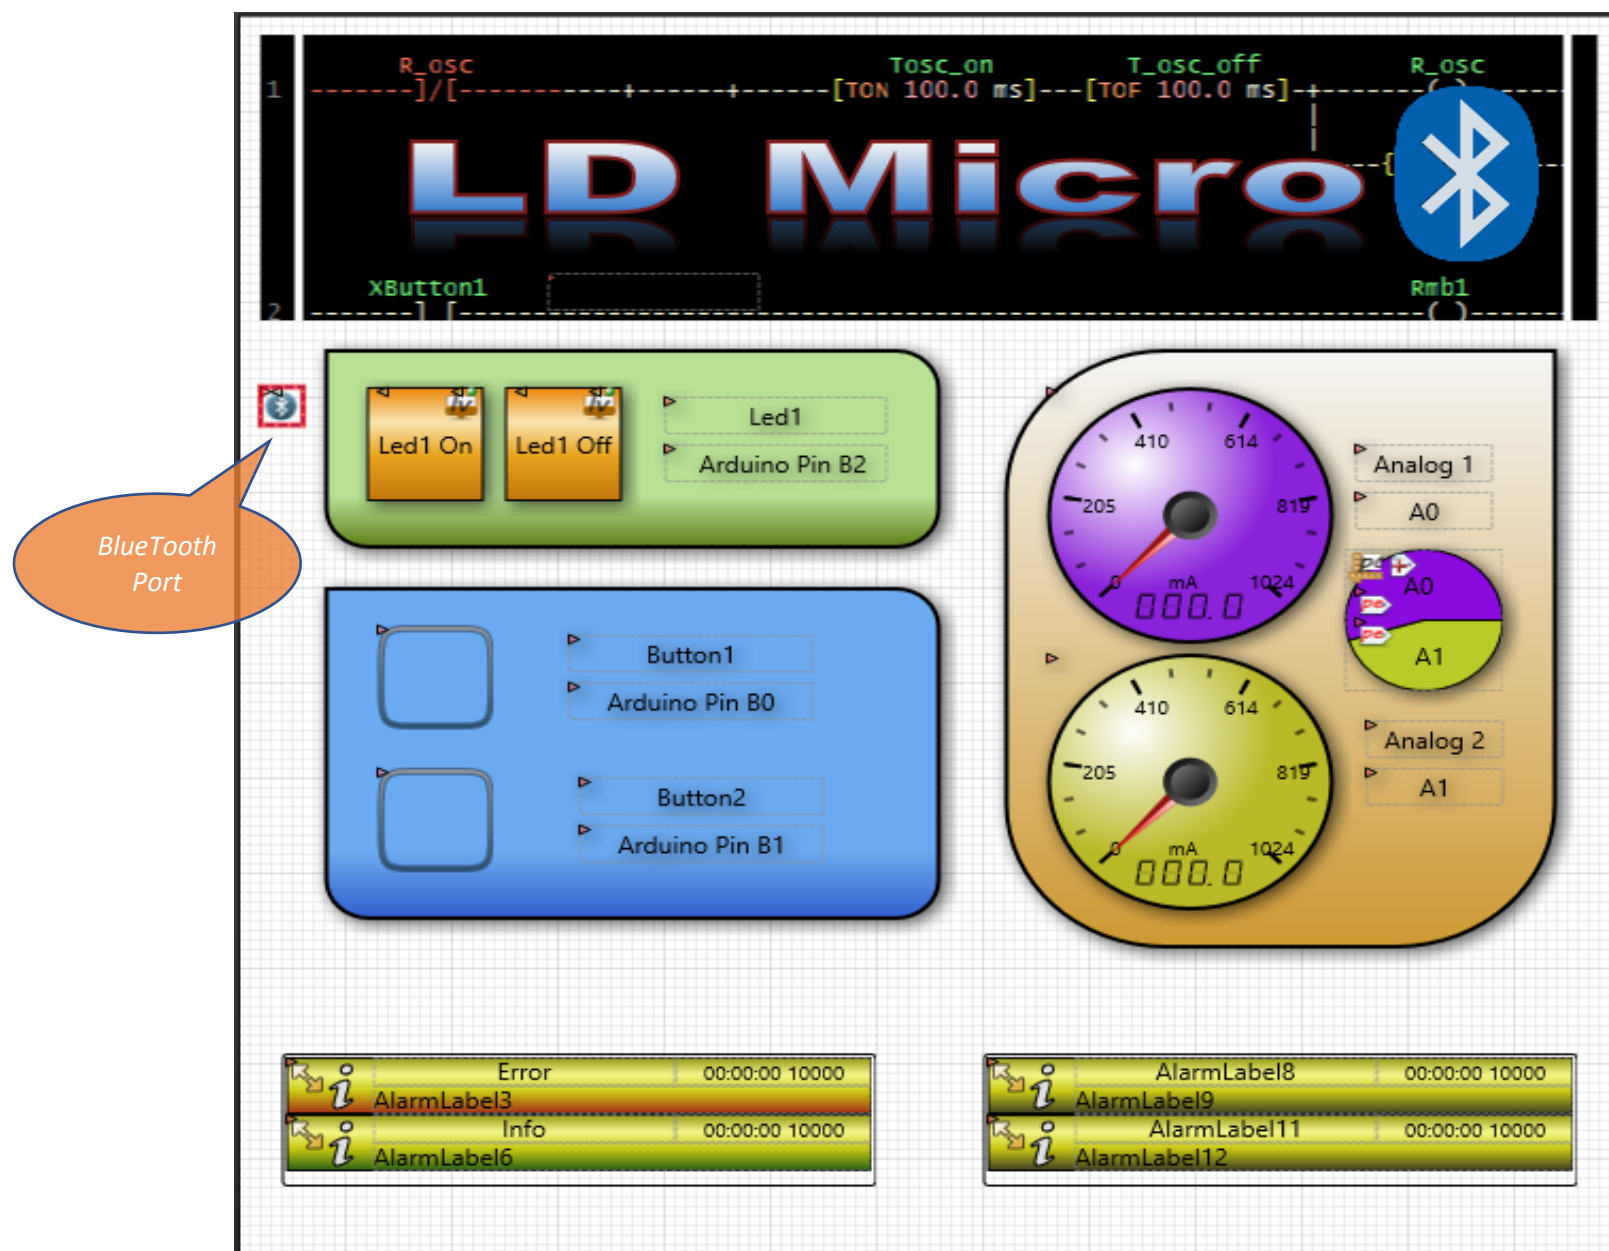 R_osc Tosc_on T_osc_off R_osc
1 -------]/[------------+------+------[TON 100.0 ms]---[TOF 100.0 ms]-+-------( )------
LD Micro
XButton1 Rmb1
2 -------] [-------( )------
Led1 On Led1 Off
Led1
Arduino Pin B2
BlueTooth
Port
Button1
Arduino Pin B0
Button2
Arduino Pin B1
410 614
205 819
0 mA 1024
000.0
Analog 1
A0
A0
A1
410 614
205 819
0 mA 1024
000.0
Analog 2
A1
Error 00:00:00 10000
AlarmLabel3
Info 00:00:00 10000
AlarmLabel6
AlarmLabel8 00:00:00 10000
AlarmLabel9
AlarmLabel11 00:00:00 10000
AlarmLabel12